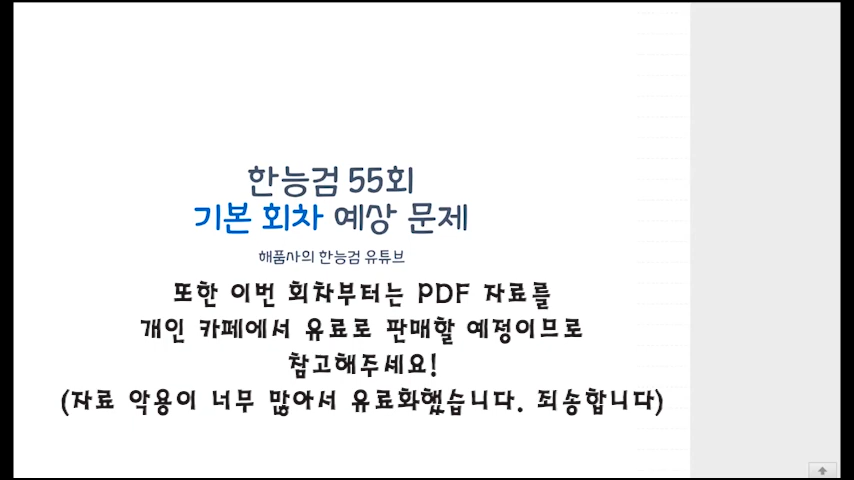 한능검 55회
기본 회차 예상 문제
해품사의 한능검 유튜브
또한 이번 회차부터는 PDF 자료를
개인 카페에서 유료로 판매할 예정이므로
참고해주세요!
(자료 악용이 너무 많아서 유료화했습니다. 죄송합니다)